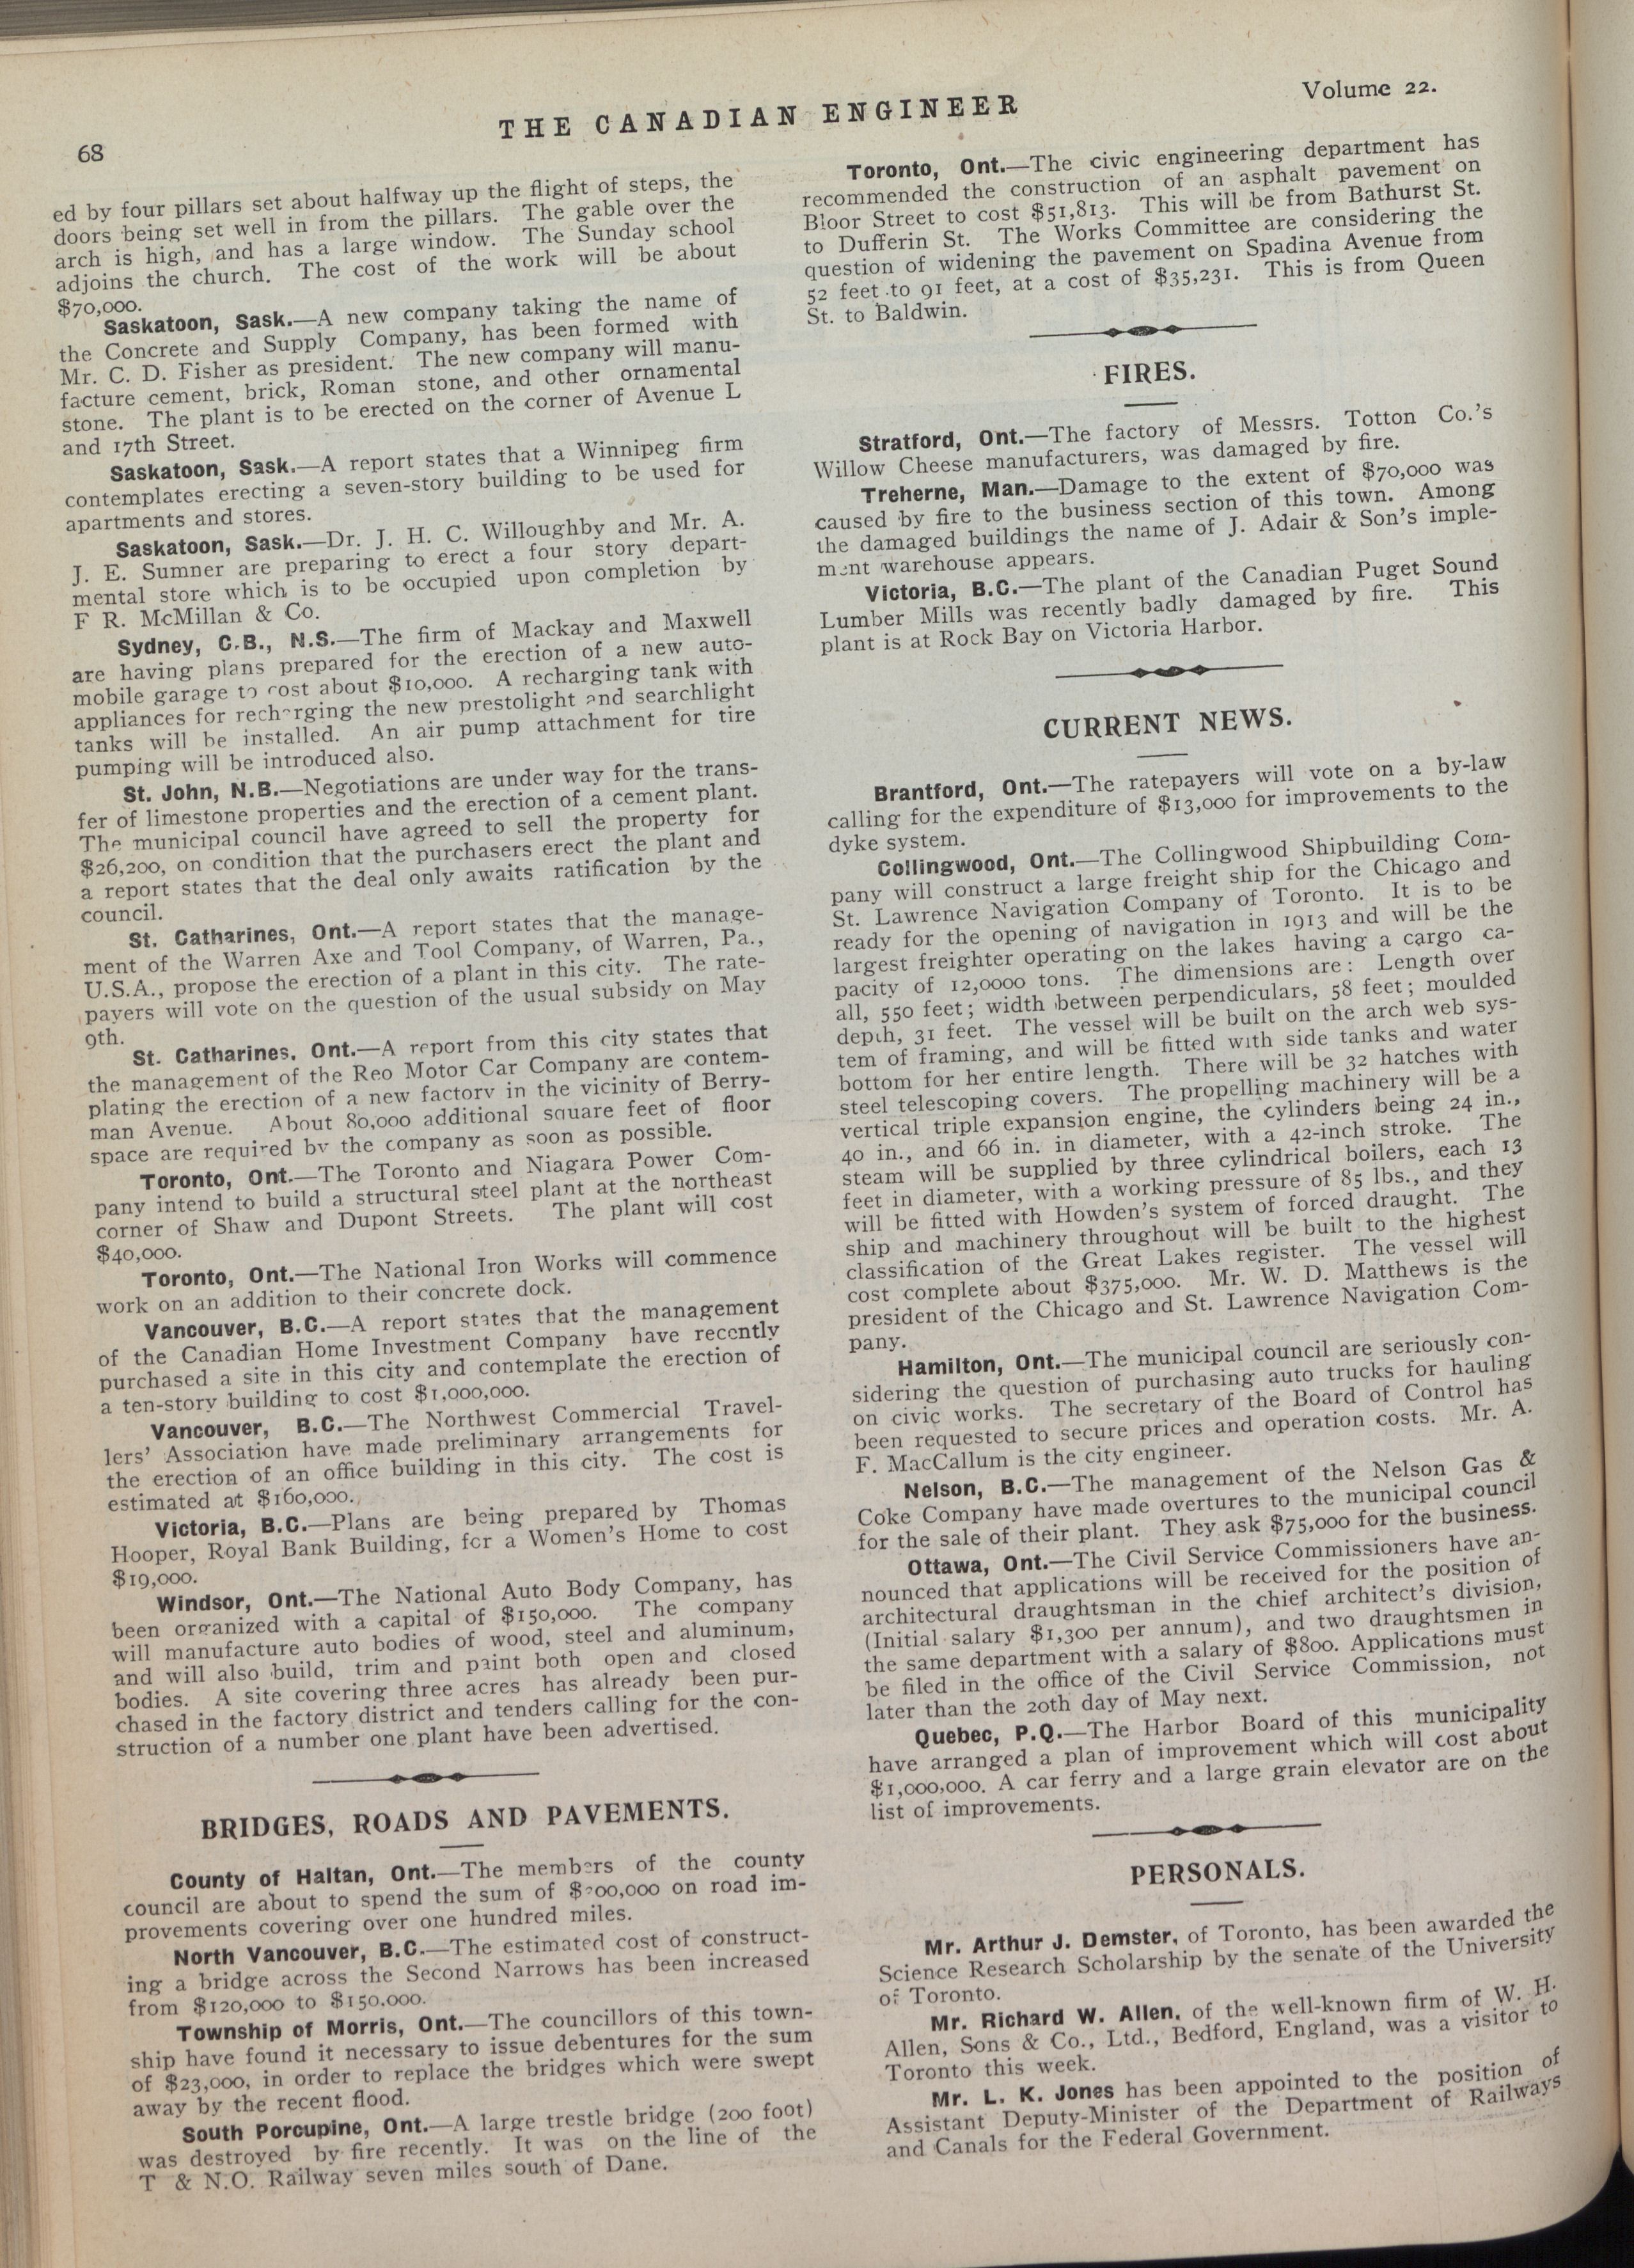 68
THE CANADIAN ENGINEER
Volume 22.
ed by four pillars set about halfway up the flight of steps, the
doors being set well in from the pillars. The gable over the
arch is high, and has a large window. The Sunday school
adjoins the church. The cost of the work will be about
$70,000.
Saskatoon, Sask.—A new company taking the name of
the Concrete and Supply Company, has been formed with
Mr. C. D. Fisher as president. The new company will manu-
facture cement, brick, Roman stone, and other ornamental
stone. The plant is to be erected on the corner of Avenue L
and 17th Street.
Saskatoon, Sask.—A report states that a Winnipeg firm
contemplates erecting a seven-story building to be used for
apartments and stores.
Saskatoon, Sask.—Dr. J. H. C. Willoughby and Mr. A.
J. E. Sumner are preparing to erect a four story depart-
mental store which is to be occupied upon completion by
F R. McMillan & Co.
Sydney, C.B., N.S.—The firm of Mackay and Maxwell
are having plans prepared for the erection of a new auto-
mobile garage to cost about $10,000. A recharging tank with
appliances for recharging the new prestolight and searchlight
tanks will be installed. An air pump attachment for tire
pumping will be introduced also.
St. John, N.B.—Negotiations are under way for the trans-
fer of limestone properties and the erection of a cement plant.
The municipal council have agreed to sell the property for
$26,200, on condition that the purchasers erect the plant and
a report states that the deal only awaits ratification by the
council.
St. Catharines, Ont.—A report states that the manage-
ment of the Warren Axe and Tool Company, of Warren, Pa.,
U.S.A., propose the erection of a plant in this city. The rate-
payers will vote on the question of the usual subsidy on May
9th.
St. Catharines, Ont.—A report from this city states that
the management of the Reo Motor Car Company are contem-
plating the erection of a new factory in the vicinity of Berry-
man Avenue. About 80,000 additional square feet of floor
space are required by the company as soon as possible.
Toronto, Ont.—The Toronto and Niagara Power Com-
pany intend to build a structural steel plant at the northeast
corner of Shaw and Dupont Streets. The plant will cost
$40,000.
Toronto, Ont.—The National Iron Works will commence
work on an addition to their concrete dock.
Vancouver, B.C.—A report states that the management
of the Canadian Home Investment Company have recently
purchased a site in this city and contemplate the erection of
a ten-story building to cost $1,000,000.
Vancouver, B.C.—The Northwest Commercial Travel-
lers' Association have made preliminary arrangements for
the erection of an office building in this city. The cost is
estimated at $160,000.
Victoria, B.C.—Plans are being prepared by Thomas
Hooper, Royal Bank Building, for a Women's Home to cost
$19,000.
Windsor, Ont.—The National Auto Body Company, has
been organized with a capital of $150,000. The company
will manufacture auto bodies of wood, steel and aluminum,
and will also build, trim and paint both open and closed
bodies. A site covering three acres has already been pur-
chased in the factory district and tenders calling for the con-
struction of a number one plant have been advertised.
BRIDGES, ROADS AND PAVEMENTS.
County of Haltan, Ont.—The members of the county
council are about to spend the sum of on road im-
provements covering over one hundred miles.
North Vancouver, B.C.—The estimated cost of construct-
ing a bridge across the Second Narrows has been increased
from $120,000 to $150,000.
Township of Morris, Ont.—The councillors of this town-
ship have found it necessary to issue debentures for the sum
of $23,000, in order to replace the bridges which were swept
away by the recent flood.
South Porcupine, Ont.—A large trestle bridge (200 foot)
was destroyed by fire recently. It was on the line of the
T & N.O. Railway seven miles south of Dane.
Toronto, Ont.—The civic engineering department has
recommended the construction of an asphalt pavement on
Bloor Street to cost $51,813. This will be from Bathurst St.
to Dufferin St. The Works Committee are considering the
question of widening the pavement on Spadina Avenue from
52 feet to 91 feet, at a cost of $35,231. This is from Queen
St. to Baldwin.
FIRES.
Stratford, Ont.—The factory of Messrs. Totton Co.'s
Willow Cheese manufacturers, was damaged by fire.
Treherne, Man.—Damage to the extent of $70,000 was
caused by fire to the business section of this town. Among
the damaged buildings the name of J. Adair & Son's imple-
ment warehouse appears.
Victoria, B.C.—The plant of the Canadian Puget Sound
Lumber Mills was recently badly damaged by fire. This
plant is at Rock Bay on Victoria Harbor.
CURRENT NEWS.
Brantford, Ont.—The ratepayers will vote on a by-law
calling for the expenditure of $13,000 for improvements to the
dyke system.
Collingwood, Ont.—The Collingwood Shipbuilding Com-
pany will construct a large freight ship for the Chicago and
St. Lawrence Navigation Company of Toronto. It is to be
ready for the opening of navigation in 1913 and will be the
largest freighter operating on the lakes having a cargo ca-
pacity of 12,0000 tons. The dimensions are: Length over
all, 550 feet; width between perpendiculars, 58 feet; moulded
depth, 31 feet. The vessel will be built on the arch web sys-
tem of framing, and will be fitted with side tanks and water
bottom for her entire length. There will be 32 hatches with
steel telescoping covers. The propelling machinery will be a
vertical triple expansion engine, the cylinders being 24 in.,
40 in., and 66 in. in diameter, with a 42-inch stroke. The
steam will be supplied by three cylindrical boilers, each 13
feet in diameter, with a working pressure of 85 lbs., and they
will be fitted with Howden's system of forced draught. The
ship and machinery throughout will be built to the highest
classification of the Great Lakes register. The vessel will
cost complete about $375,000. Mr. W. D. Matthews is the
president of the Chicago and St. Lawrence Navigation Com-
pany.
Hamilton, Ont.—The municipal council are seriously con-
sidering the question of purchasing auto trucks for hauling
on civic works. The secretary of the Board of Control has
been requested to secure prices and operation costs. Mr. A.
F. MacCallum is the city engineer.
Nelson, B.C.—The management of the Nelson Gas &
Coke Company have made overtures to the municipal council
for the sale of their plant. They ask $75,000 for the business.
Ottawa, Ont.—The Civil Service Commissioners have an-
nounced that applications will be received for the position of
architectural draughtsman in the chief architect's division,
(Initial salary $1,300 per annum), and two draughtsmen in
the same department with a salary of $800. Applications must
be filed in the office of the Civil Service Commission, not
later than the 20th day of May next.
Quebec, P.Q.—The Harbor Board of this municipality
have arranged a plan of improvement which will cost about
$1,000,000. A car ferry and a large grain elevator are on the
list of improvements.
PERSONALS.
Mr. Arthur J. Demster, of Toronto, has been awarded the
Science Research Scholarship by the senate of the University
of Toronto.
Mr. Richard W. Allen, of the well-known firm of W. H.
Allen, Sons & Co., Ltd., Bedford, England, was a visitor to
Toronto this week.
Mr. L. K. Jones has been appointed to the position of
Assistant Deputy-Minister of the Department of Railways
and Canals for the Federal Government.